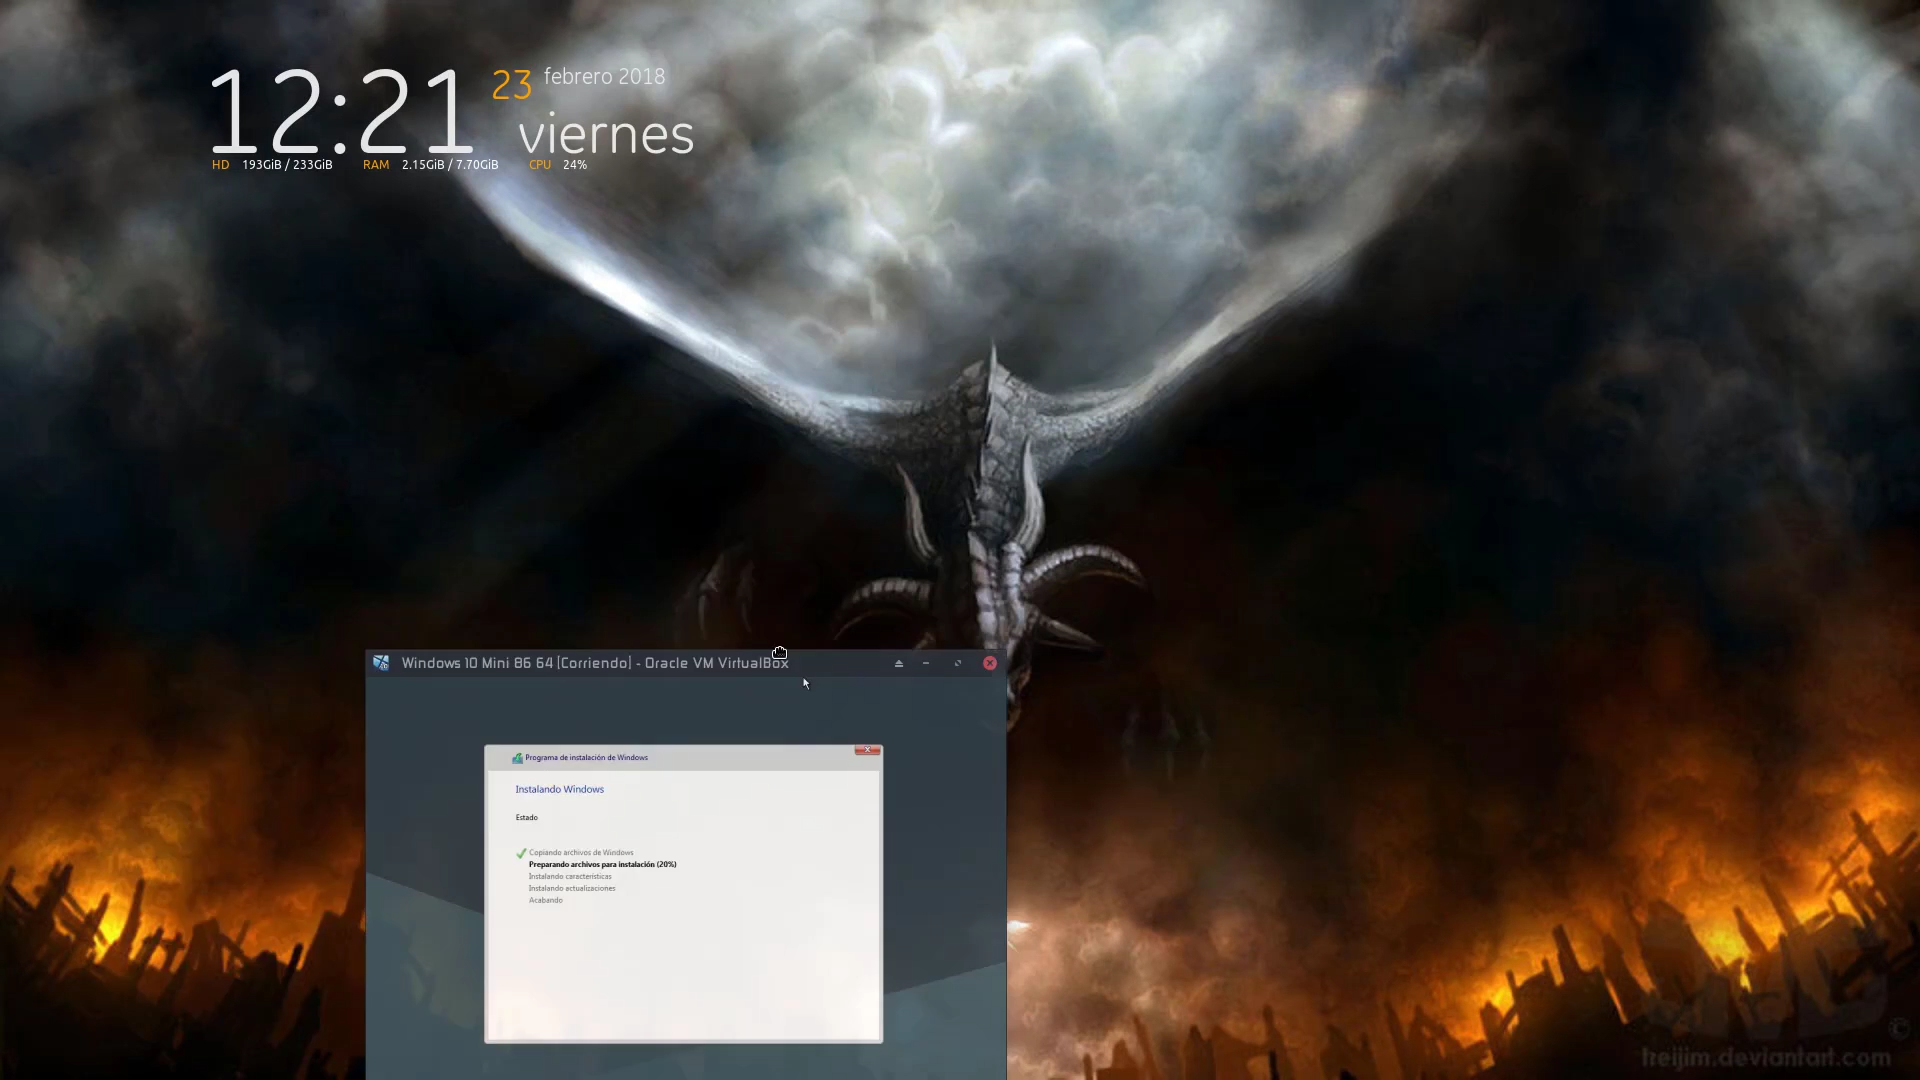 12:21
23 febrero 2018
viernes
HD 193GiB / 233GiB RAM 2.15GiB / 7.70GiB CPU 24%
Windows 10 Mini 86 64 [Corriendo] - Oracle VM VirtualBox
Programa de instalación de Windows
Instalando Windows
Estado
Copiando archivos de Windows
Preparando archivos para instalación (20%)
Instalando características
Instalando actualizaciones
Acabando
©
heijim.deviantart.com